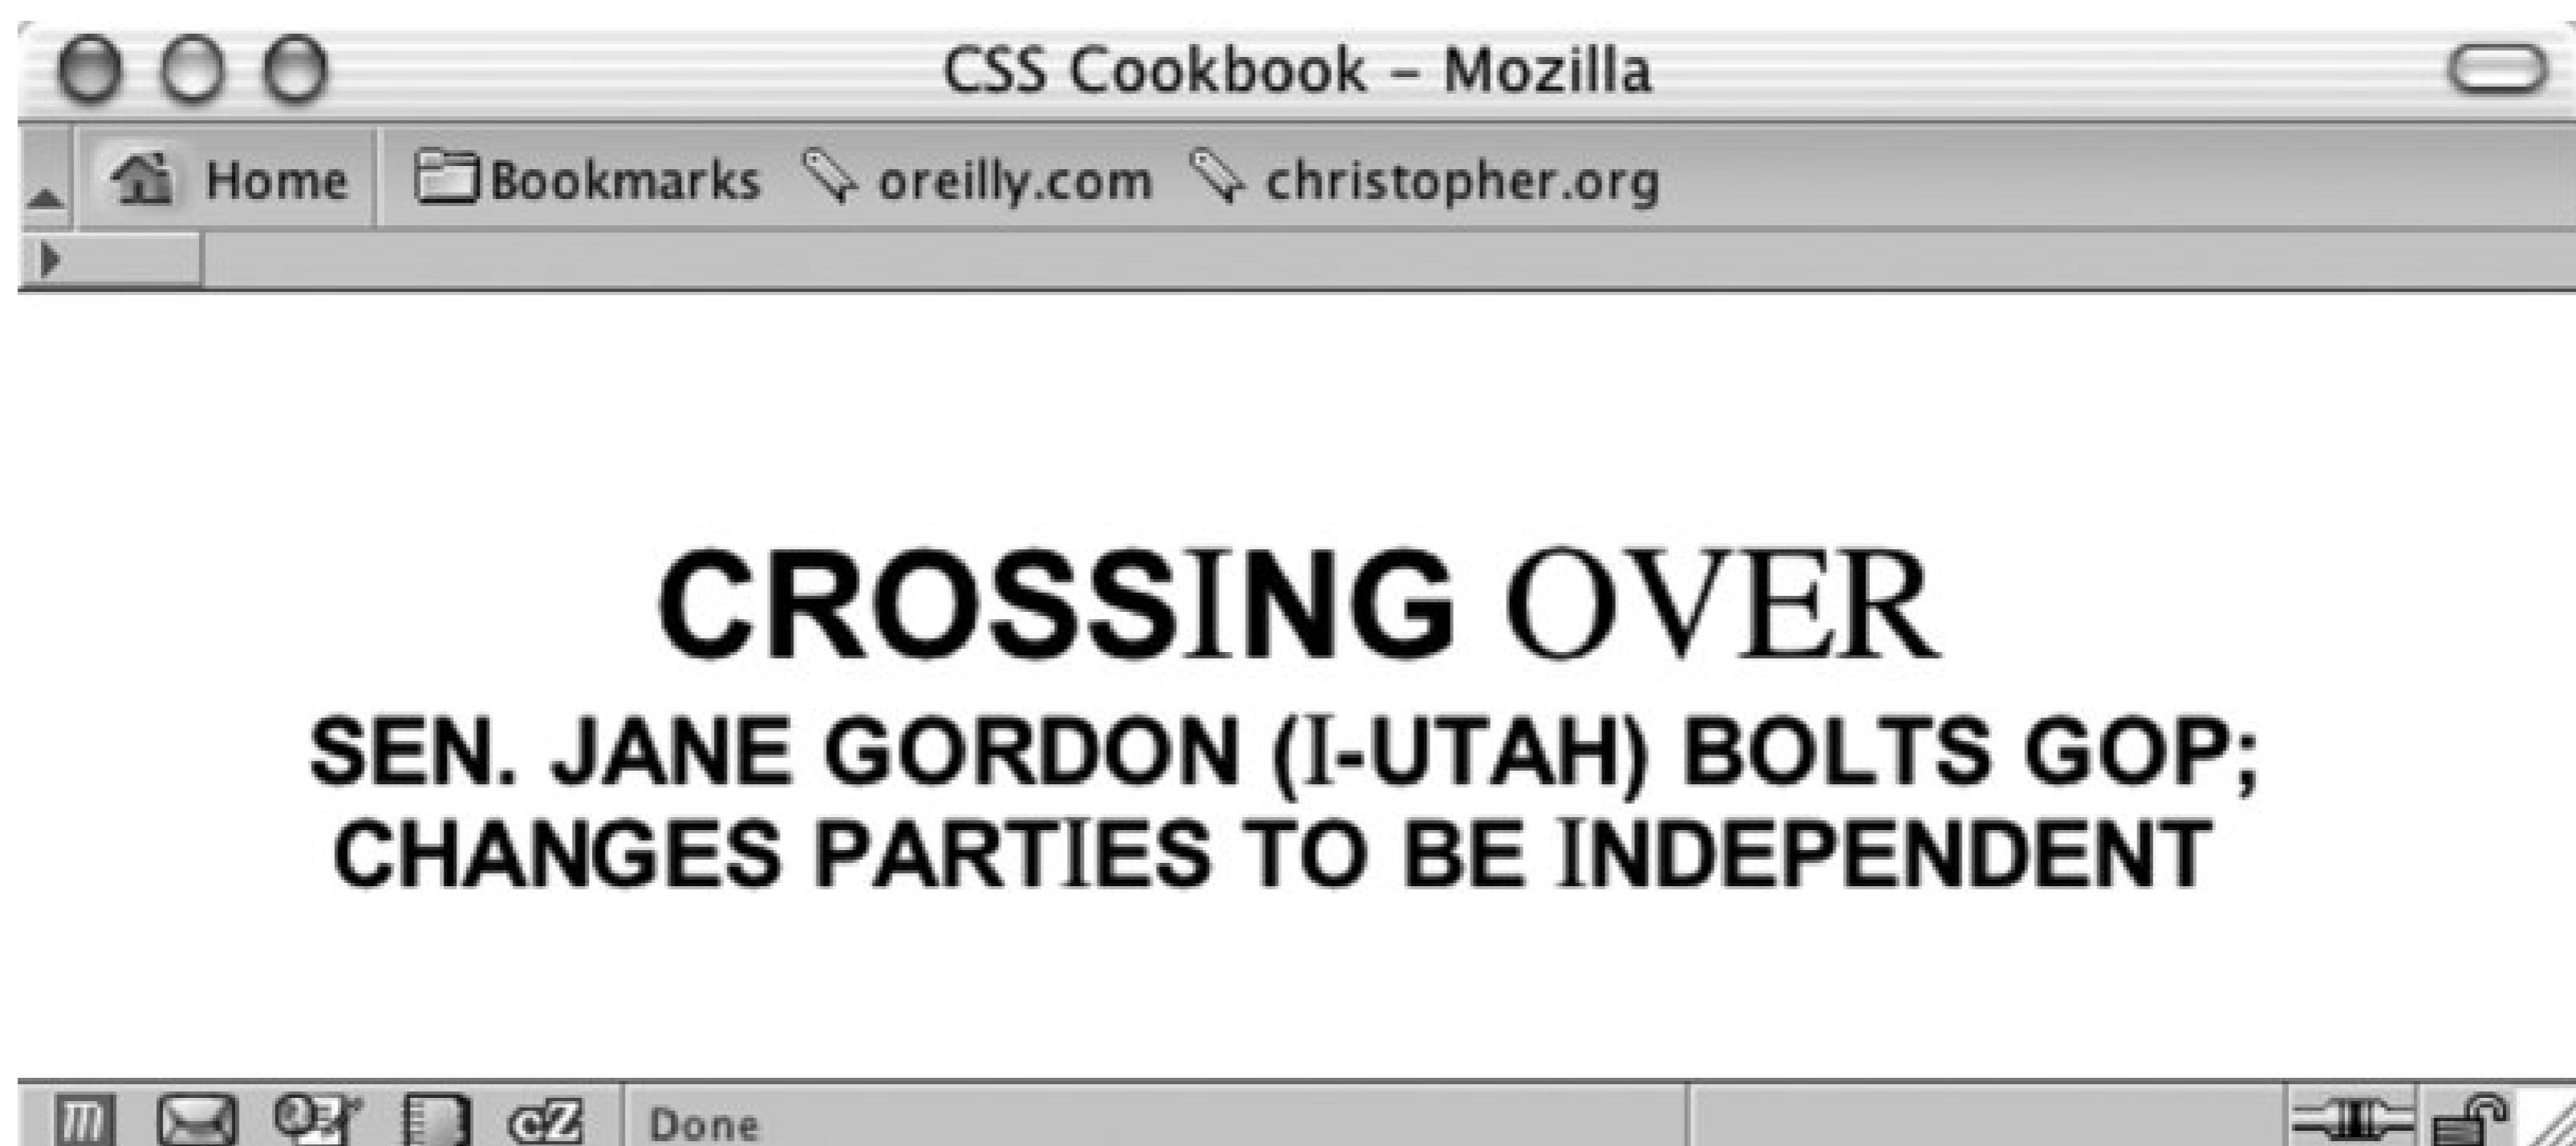 CSS Cookbook – Mozilla
Home Bookmarks oreilly.com christopher.org
CROSSING OVER
SEN. JANE GORDON (I-UTAH) BOLTS GOP;
CHANGES PARTIES TO BE INDEPENDENT
m cZ Done